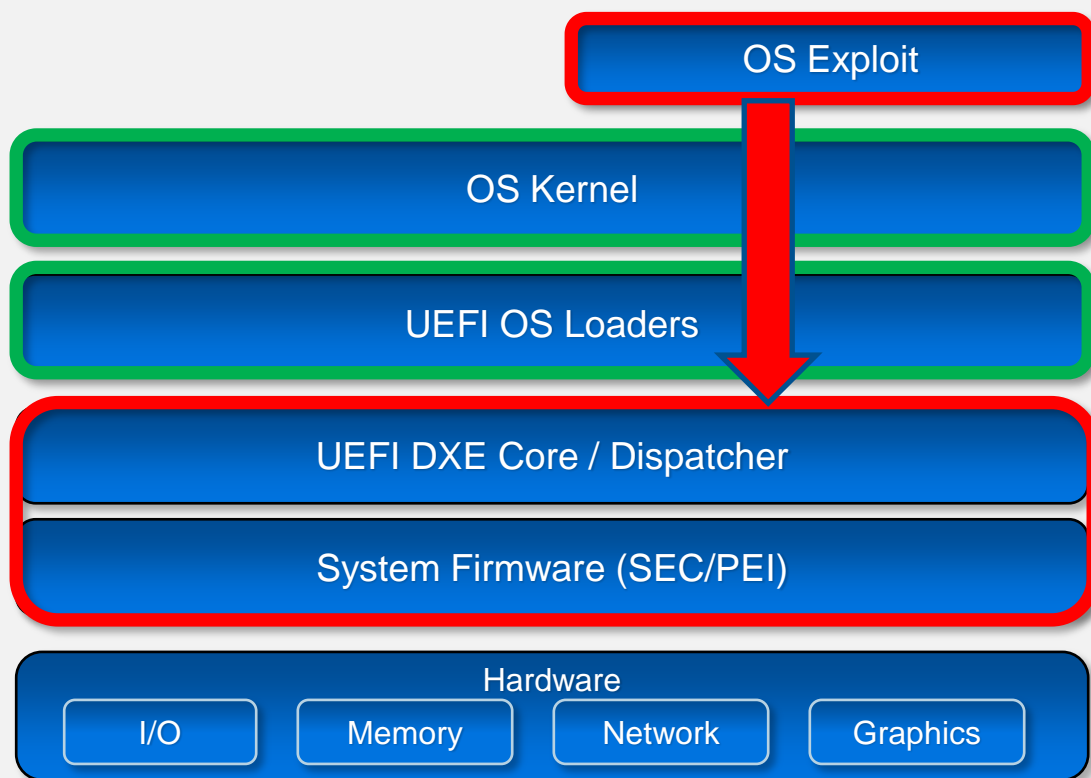 OS Exploit
OS Kernel
UEFI OS Loaders
UEFI DXE Core / Dispatcher
System Firmware (SEC/PEI)
Hardware
I/O
Memory
Network
Graphics